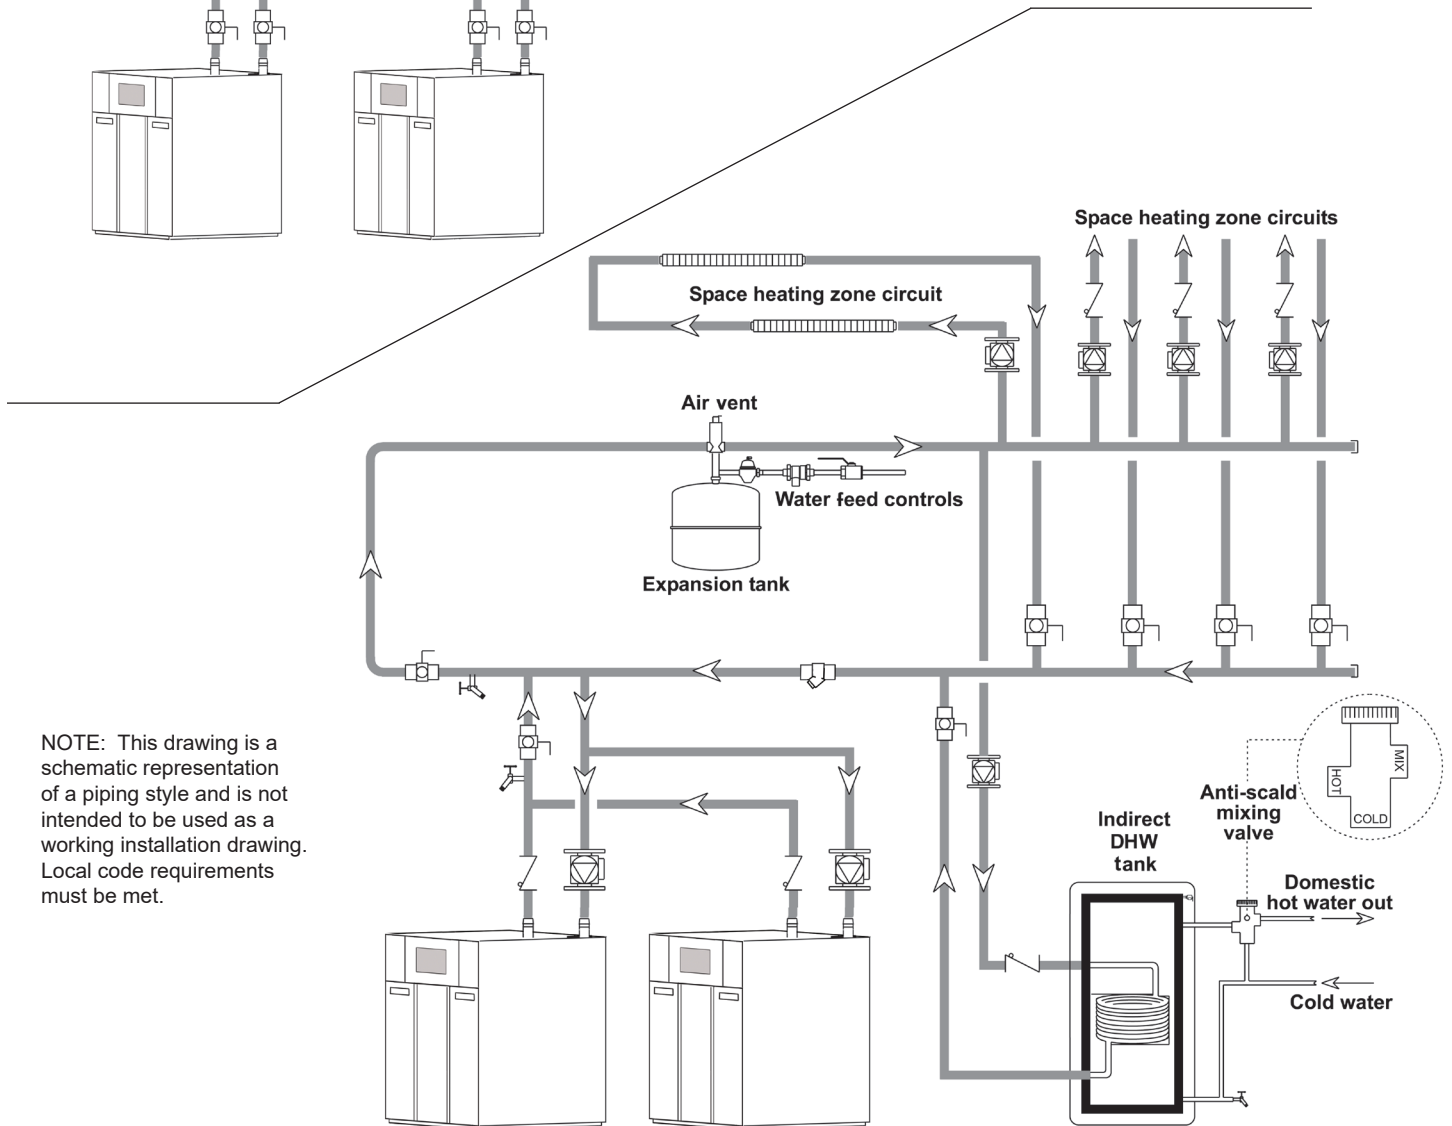 Space heating zone circuits
Space heating zone circuit
Air vent
Water feed controls
Expansion tank
NOTE:  This drawing is a
schematic representation
of a piping style and is not
intended to be used as a
working installation drawing.
Local code requirements
must be met.
HOT
MIX
COLD
Anti-scald
mixing
valve
Indirect
DHW
tank
Domestic
hot water out
Cold water